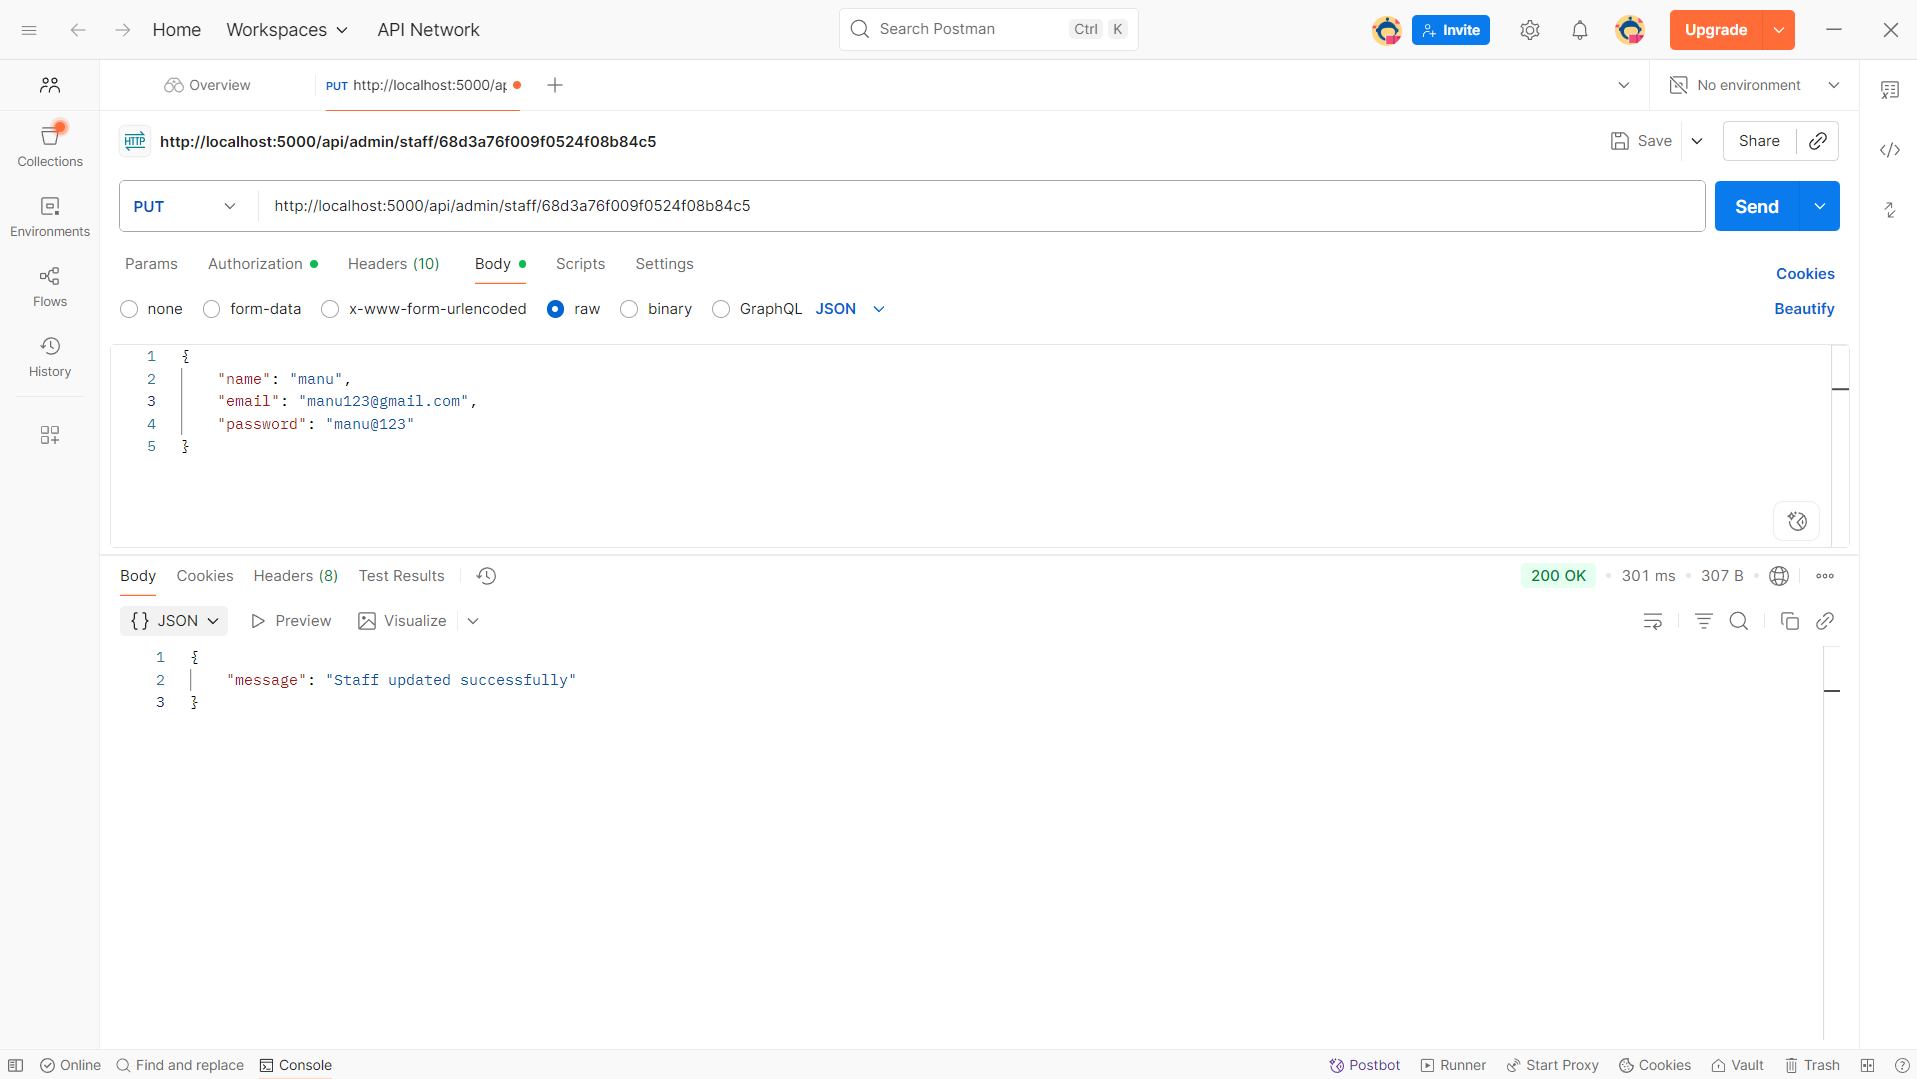 Home Workspaces API Network Search Postman Ctrl K Invite Upgrade
Overview PUT http://localhost:5000/ap No environment
HTTP http://localhost:5000/api/admin/staff/68d3a76f009f0524f08b84c5 Save Share
Collections
PUT http://localhost:5000/api/admin/staff/68d3a76f009f0524f08b84c5 Send
Environments
Params Authorization Headers (10) Body Scripts Settings Cookies
Flows
none form-data x-www-form-urlencoded raw binary GraphQL JSON Beautify
History
1 {
2 "name": "manu",
3 "email": "manu123@gmail.com",
4 "password": "manu@123"
5 }
Body Cookies Headers (8) Test Results 200 OK 301 ms 307 B
{} JSON Preview Visualize
1 {
2 "message": "Staff updated successfully"
3 }
Online Find and replace Console Postbot Runner Start Proxy Cookies Vault Trash